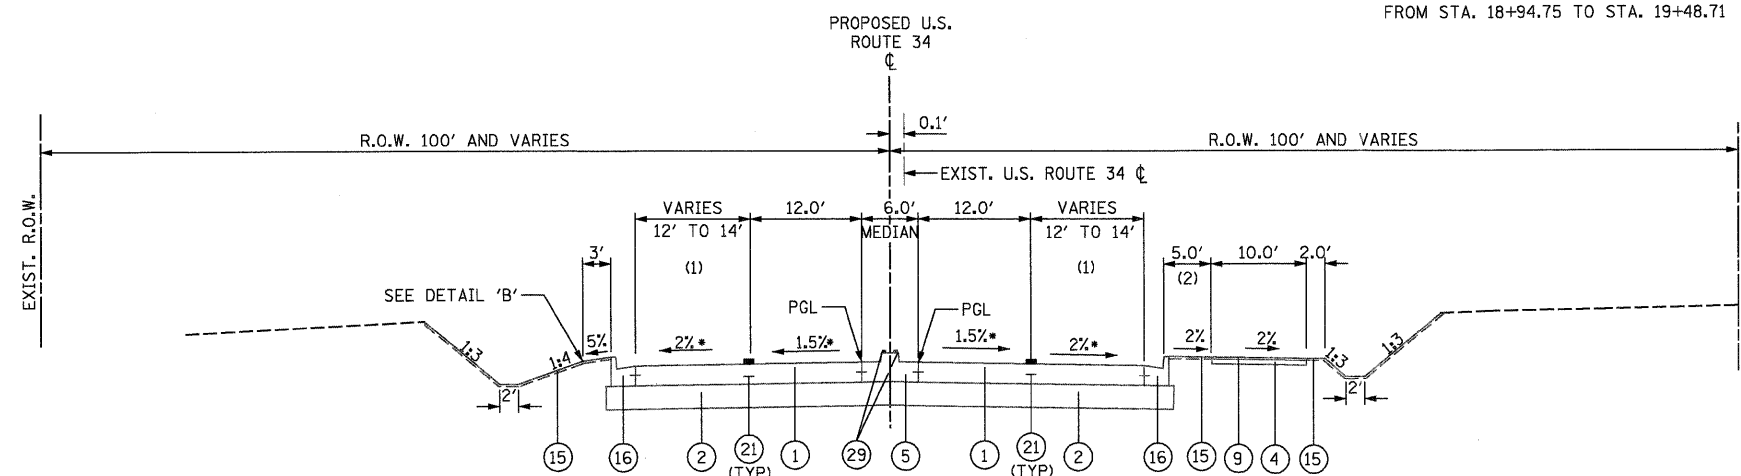 FROM STA. 18+94.75 TO STA. 19+48.71
PROPOSED U.S.
ROUTE 34
℄
0.1'
R.O.W. 100' AND VARIES
R.O.W. 100' AND VARIES
EXIST. U.S. ROUTE 34 ℄
EXIST. R.O.W.
VARIES
12.0'
6.0'
12.0'
VARIES
12' TO 14'
MEDIAN
12' TO 14'
(1)
(1)
3'
5.0'
10.0'
2.0'
(2)
SEE DETAIL 'B'
PGL
PGL
1:3
1:4
5%
2%*
1.5%*
1.5%*
2%*
2%
2%
1:3
1:3
2'
2'
15
16
2
21
1
29
5
1
21
2
16
15
9
4
15
(TYP)
(TYP)